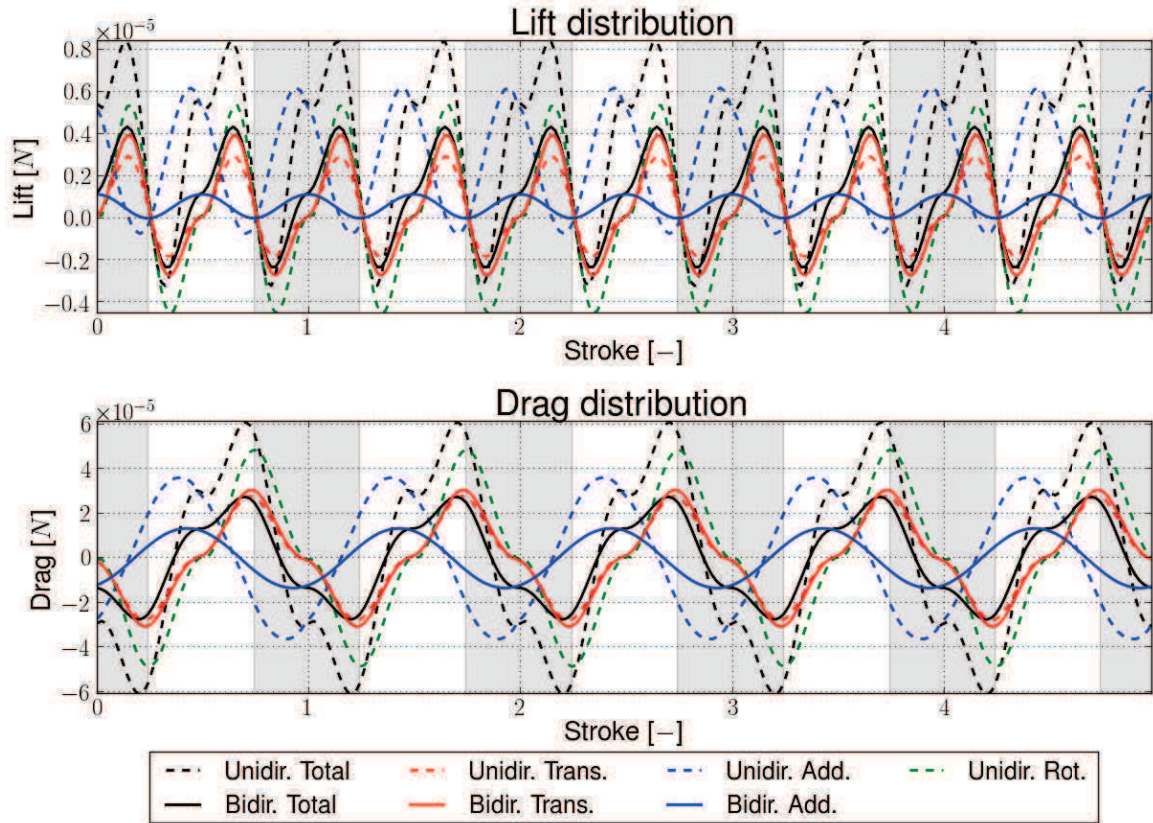 Lift distribution
×10⁻⁵
0.8
0.6
0.4
0.2
0.0
−0.2
−0.4
Lift [N]
0 1 2 3 4
Stroke [−]
Drag distribution
×10⁻⁵
6
4
2
0
−2
−4
−6
Drag [N]
0 1 2 3 4
Stroke [−]
Unidir. Total Unidir. Trans. Unidir. Add. Unidir. Rot.
Bidir. Total Bidir. Trans. Bidir. Add.